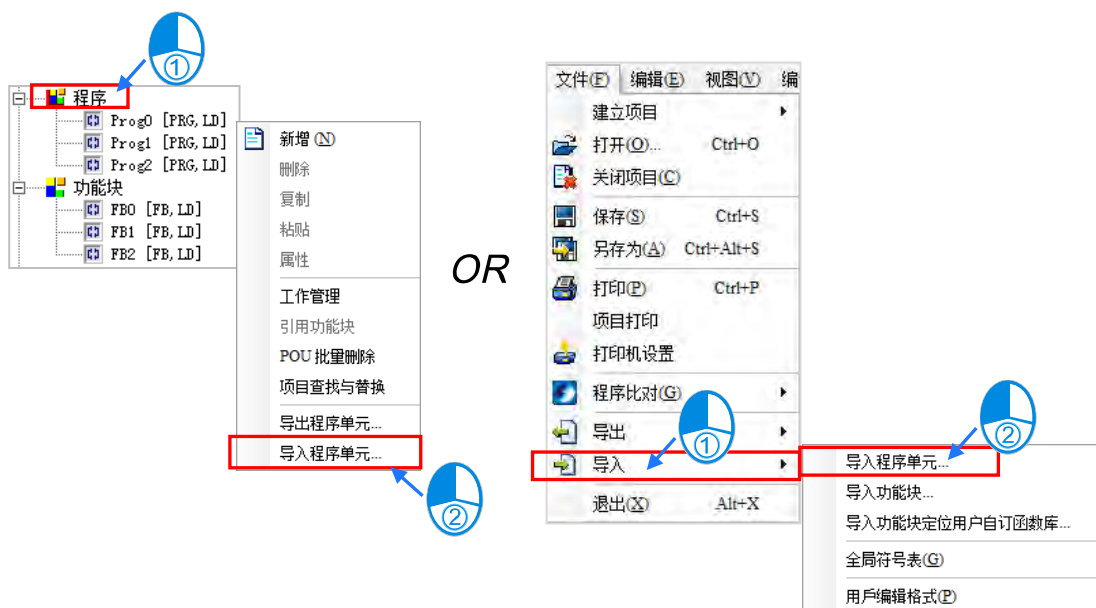 ①
程序
Prog0 [PRG, LD]
Prog1 [PRG, LD]
Prog2 [PRG, LD]
功能块
FB0 [FB, LD]
FB1 [FB, LD]
FB2 [FB, LD]
新增(N)
删除
复制
粘贴
属性
工作管理
引用功能块
POU批量删除
项目查找与替换
导出程序单元...
导入程序单元...
②
OR
文件(F) 编辑(E) 视图(V) 编
建立项目
打开(O)... Ctrl+O
关闭项目(C)
保存(S) Ctrl+S
另存为(A) Ctrl+Alt+S
打印(P) Ctrl+P
项目打印
打印机设置
程序比对(G)
导出
①
导入
退出(X) Alt+X
②
导入程序单元...
导入功能块...
导入功能块定位用户自订函数库...
全局符号表(G)
用戶编辑格式(P)